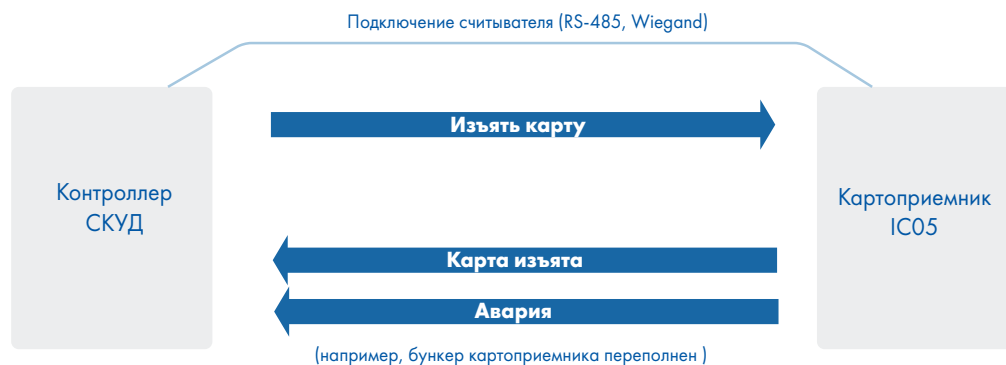 Подключение считывателя (RS-485, Wiegand)
Изъять карту
Контроллер
СКУД
Картоприемник
IC05
Карта изъята
Авария
(например, бункер картоприемника переполнен )